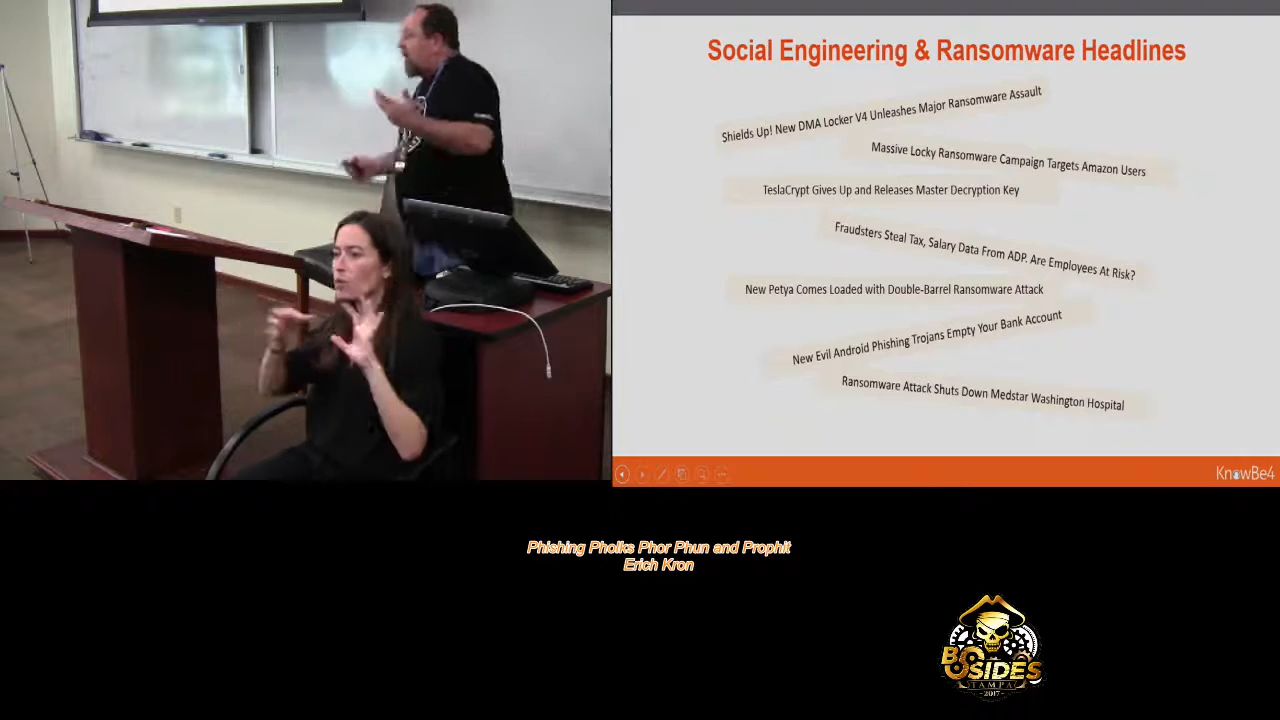 Social Engineering & Ransomware Headlines
Shields Up! New DMA Locker V4 Unleashes Major Ransomware Assault
Massive Locky Ransomware Campaign Targets Amazon Users
TeslaCrypt Gives Up and Releases Master Decryption Key
Fraudsters Steal Tax, Salary Data From ADP. Are Employees At Risk?
New Petya Comes Loaded with Double-Barrel Ransomware Attack
New Evil Android Phishing Trojans Empty Your Bank Account
Ransomware Attack Shuts Down Medstar Washington Hospital
KnowBe4
Phishing Pholks Phor Phun and Prophit
Erich Kron
BSIDES
TAMPA
2017